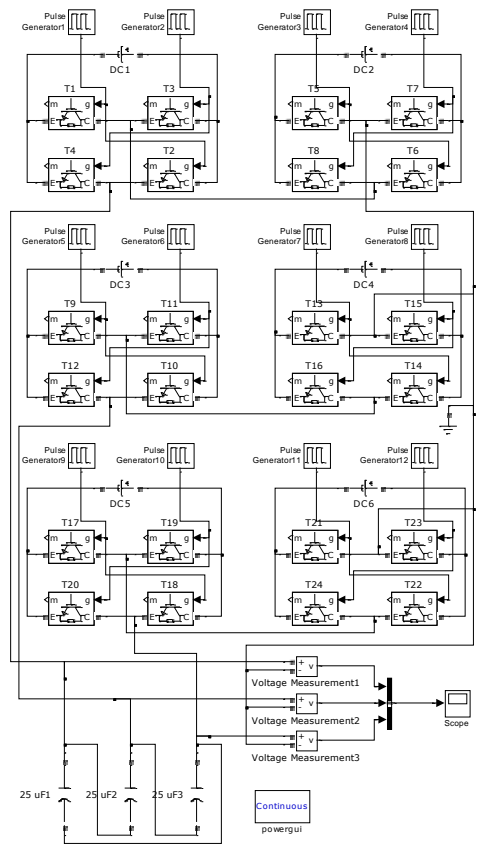 Pulse Generator1
Pulse Generator2
Pulse Generator3
Pulse Generator4
DC1
DC2
T1
T3
T5
T7
m g
m g
m g
m g
E C
E C
E C
E C
T4
T2
T8
T6
m g
m g
m g
m g
E C
E C
E C
E C
Pulse Generator5
Pulse Generator6
Pulse Generator7
Pulse Generator8
DC3
DC4
T9
T11
T13
T15
m g
m g
m g
m g
E C
E C
E C
E C
T12
T10
T16
T14
m g
m g
m g
m g
E C
E C
E C
E C
Pulse Generator9
Pulse Generator10
Pulse Generator11
Pulse Generator12
DC5
DC6
T17
T19
T21
T23
m g
m g
m g
m g
E C
E C
E C
E C
T20
T18
T24
T22
m g
m g
m g
m g
E C
E C
E C
E C
+ v
-
Voltage Measurement1
+ v
-
Voltage Measurement2
Scope
+ v
-
Voltage Measurement3
25 uF1
25 uF2
25 uF3
Continuous
powergui